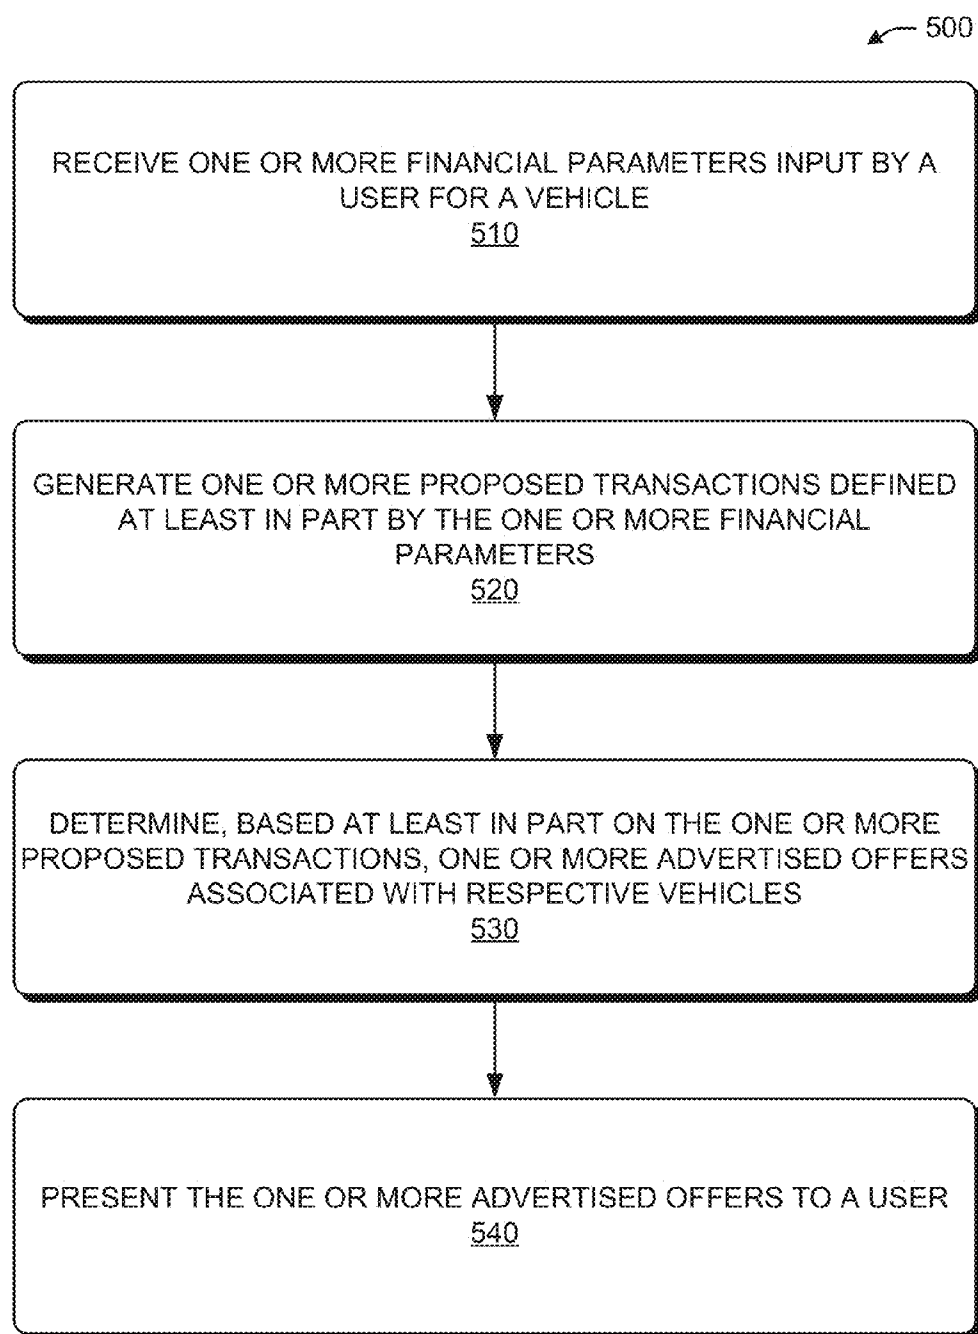 500
RECEIVE ONE OR MORE FINANCIAL PARAMETERS INPUT BY A
USER FOR A VEHICLE
510
GENERATE ONE OR MORE PROPOSED TRANSACTIONS DEFINED
AT LEAST IN PART BY THE ONE OR MORE FINANCIAL
PARAMETERS
520
DETERMINE, BASED AT LEAST IN PART ON THE ONE OR MORE
PROPOSED TRANSACTIONS, ONE OR MORE ADVERTISED OFFERS
ASSOCIATED WITH RESPECTIVE VEHICLES
530
PRESENT THE ONE OR MORE ADVERTISED OFFERS TO A USER
540